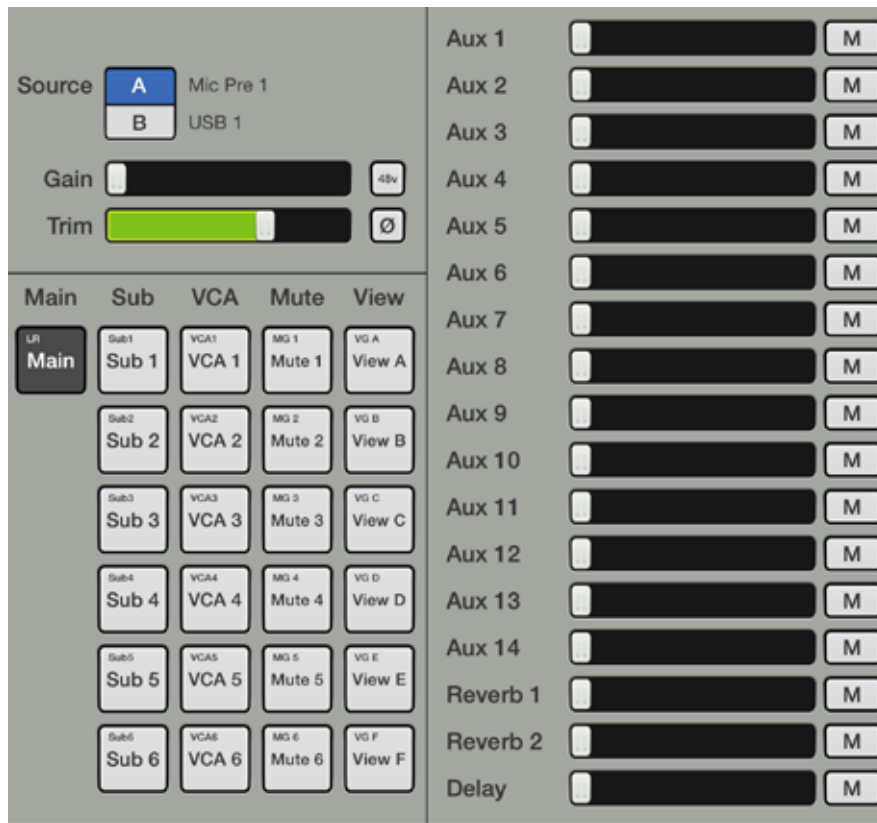 Source A Mic Pre 1
B USB 1
Gain 48v
Trim Ø
Main Sub VCA Mute View
LR Sub1 VCA1 MG 1 VG A
Main Sub 1 VCA 1 Mute 1 View A
Sub2 VCA2 MG 2 VG B
Sub 2 VCA 2 Mute 2 View B
Sub3 VCA3 MG 3 VG C
Sub 3 VCA 3 Mute 3 View C
Sub4 VCA4 MG 4 VG D
Sub 4 VCA 4 Mute 4 View D
Sub5 VCA5 MG 5 VG E
Sub 5 VCA 5 Mute 5 View E
Sub6 VCA6 MG 6 VG F
Sub 6 VCA 6 Mute 6 View F
Aux 1 M
Aux 2 M
Aux 3 M
Aux 4 M
Aux 5 M
Aux 6 M
Aux 7 M
Aux 8 M
Aux 9 M
Aux 10 M
Aux 11 M
Aux 12 M
Aux 13 M
Aux 14 M
Reverb 1 M
Reverb 2 M
Delay M